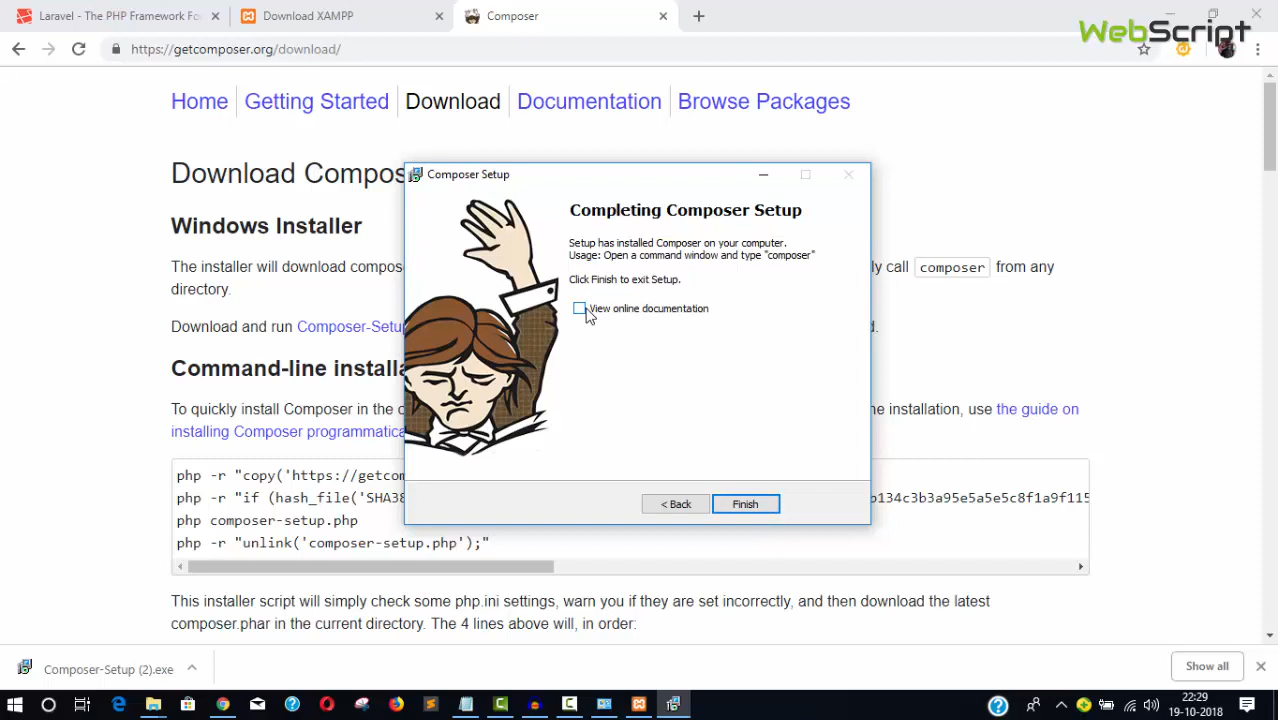 Laravel - The PHP Framework For
Download XAMPP
Composer
WebScript
https://getcomposer.org/download/
Home
Getting Started
Download
Documentation
Browse Packages
Download Compos
Windows Installer
The installer will download compos
ly call composer from any
directory.
Download and run Composer-Setu
d.
Command-line installa
To quickly install Composer in the c
he installation, use the guide on
installing Composer programmatica
php -r "copy('https://getcom
php -r "if (hash_file('SHA38
p134c3b3a95e5a5e5c8f1a9f115
php composer-setup.php
php -r "unlink('composer-setup.php');"
This installer script will simply check some php.ini settings, warn you if they are set incorrectly, and then download the latest
composer.phar in the current directory. The 4 lines above will, in order:
Composer Setup
Completing Composer Setup
Setup has installed Composer on your computer.
Usage: Open a command window and type "composer"
Click Finish to exit Setup.
View online documentation
< Back
Finish
Composer-Setup (2).exe
Show all
22:29
19-10-2018